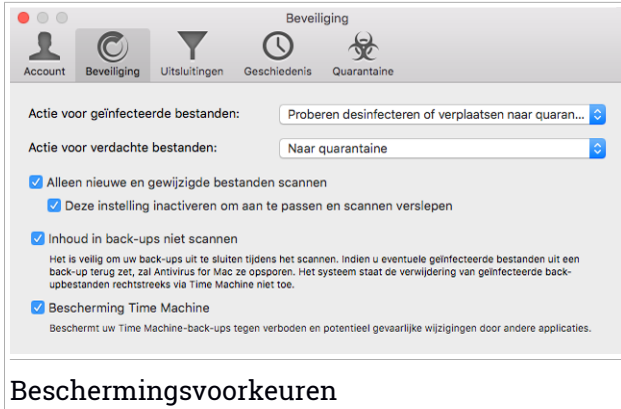 Beveiliging
Account Beveiliging Uitsluitingen Geschiedenis Quarantaine
Actie voor geïnfecteerde bestanden: Proberen desinfecteren of verplaatsen naar quaran...
Actie voor verdachte bestanden: Naar quarantaine
Alleen nieuwe en gewijzigde bestanden scannen
Deze instelling inactiveren om aan te passen en scannen verslepen
Inhoud in back-ups niet scannen
Het is veilig om uw back-ups uit te sluiten tijdens het scannen. Indien u eventuele geïnfecteerde bestanden uit een
back-up terug zet, zal Antivirus for Mac ze opsporen. Het systeem staat de verwijdering van geïnfecteerde back-
upbestanden rechtstreeks via Time Machine niet toe.
Bescherming Time Machine
Beschermt uw Time Machine-back-ups tegen verboden en potentieel gevaarlijke wijzigingen door andere applicaties.
Beschermingsvoorkeuren